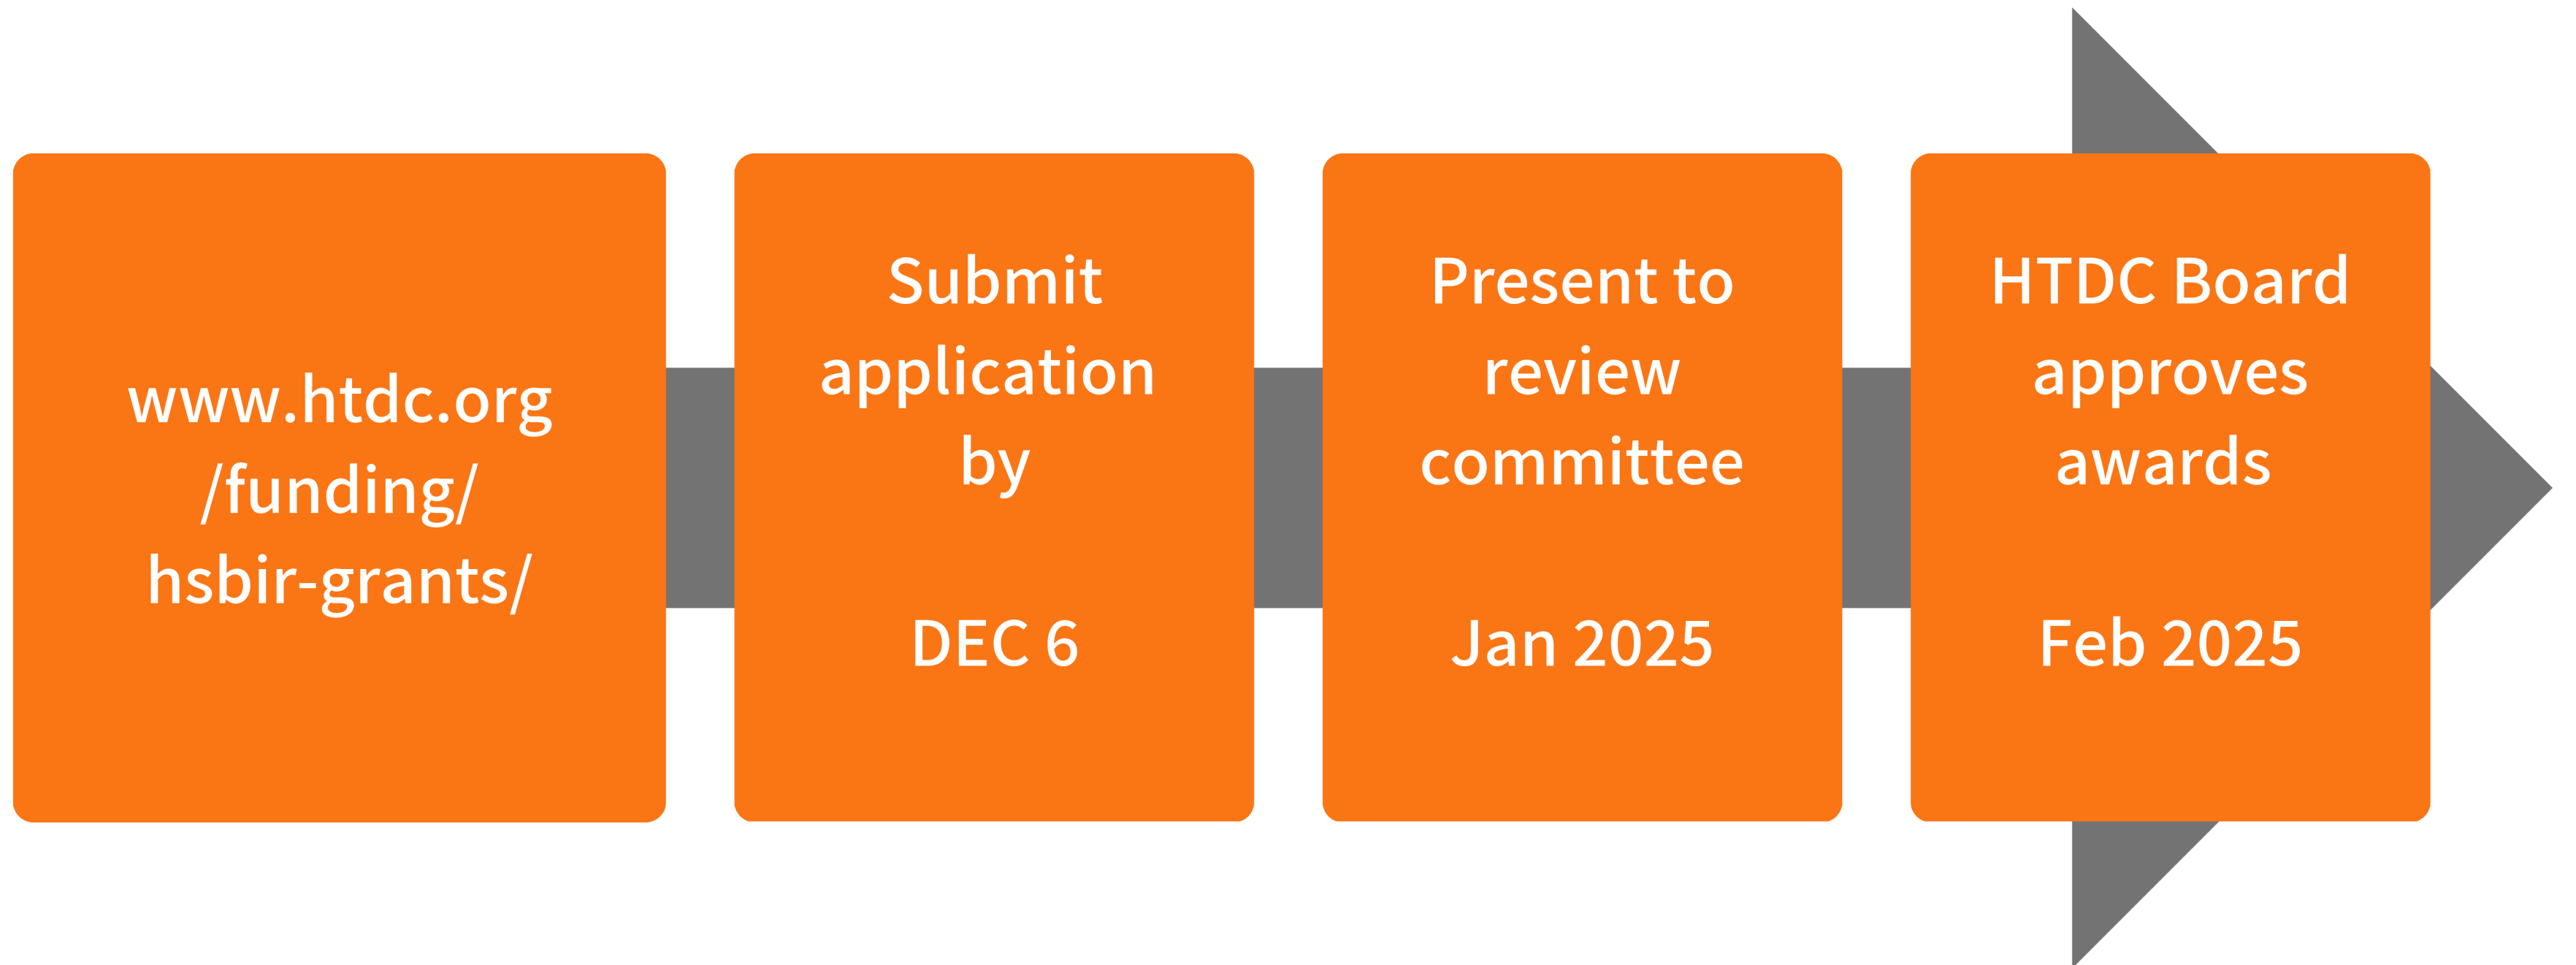 www.htdc.org
/funding/
hsbir-grants/
Submit
application
by
DEC 6
Present to
review
committee
Jan 2025
HTDC Board
approves
awards
Feb 2025